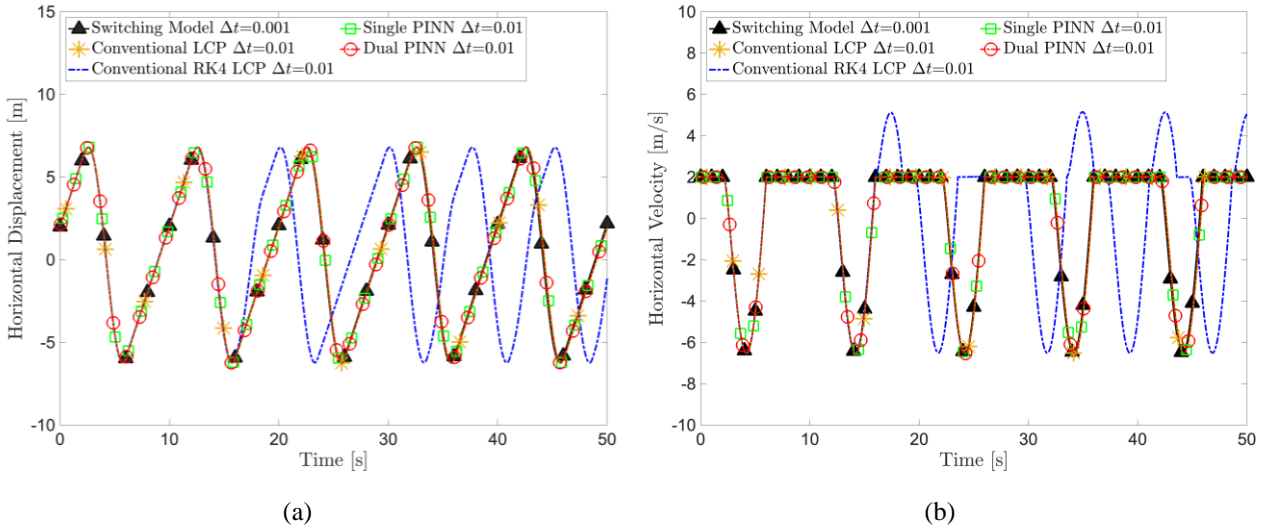 Switching Model Δt=0.001
Single PINN Δt=0.01
Conventional LCP Δt=0.01
Dual PINN Δt=0.01
Conventional RK4 LCP Δt=0.01
15
10
5
0
-5
-10
Horizontal Displacement [m]
0 10 20 30 40 50
Time [s]
(a)
Switching Model Δt=0.001
Single PINN Δt=0.01
Conventional LCP Δt=0.01
Dual PINN Δt=0.01
Conventional RK4 LCP Δt=0.01
10
8
6
4
2
0
-2
-4
-6
-8
-10
Horizontal Velocity [m/s]
0 10 20 30 40 50
Time [s]
(b)